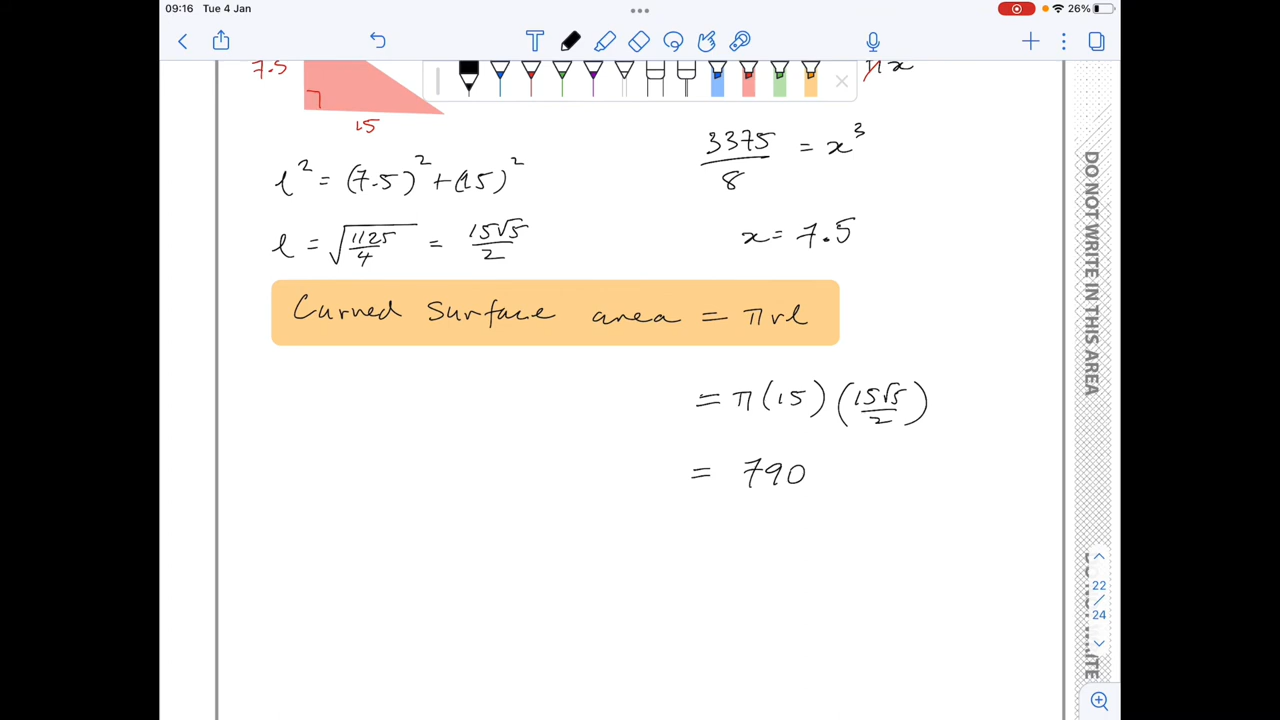 09:16 Tue 4 Jan 26%
7.5
15
x
l² = (7.5)² + (15)²
3375/8 = x³
l = √(1125/4) = 15√5/2
x = 7.5
Curved Surface area = πrl
= π(15)(15√5/2)
= 790
DO NOT WRITE IN THIS AREA
22
/
24